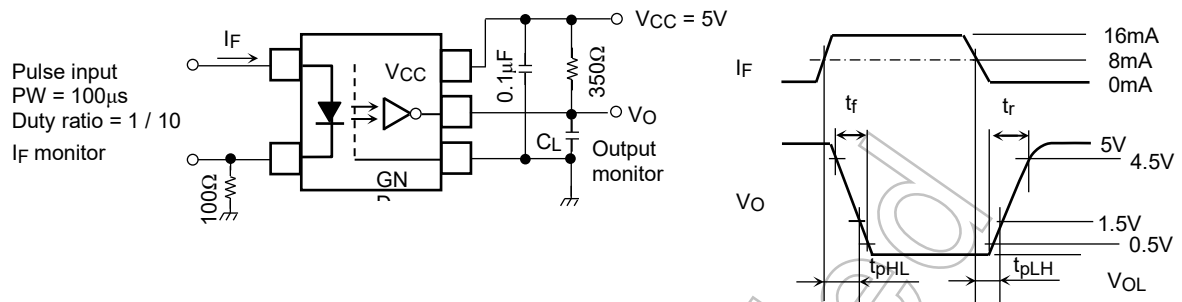 Pulse input
PW = 100μs
Duty ratio = 1 / 10
IF monitor
IF
100Ω
VCC
GN
0.1μF
VCC = 5V
350Ω
VO
CL
Output
monitor
IF
16mA
8mA
0mA
tf
tr
VO
5V
4.5V
1.5V
0.5V
tpHL
tpLH
VOL